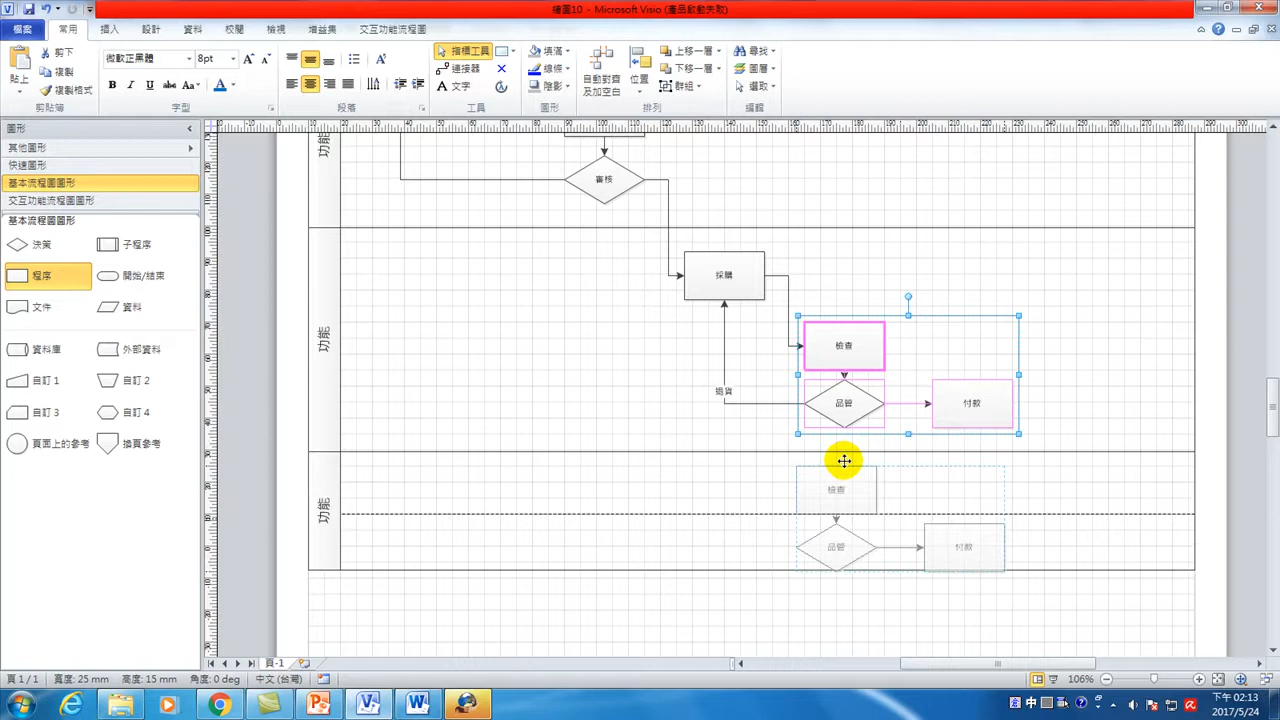 繪圖10 - Microsoft Visio (產品啟動失敗)
檔案 常用 插入 設計 資料 校閱 檢視 增益集 交互功能流程圖
貼上 剪下 複製 複製格式 剪貼簿
微軟正黑體 8pt B I U abc Aa A 字型
段落
指標工具 連接器 A 文字 工具
填滿 線條 陰影 圖形
自動對齊及加空白 位置 上移一層 下移一層 群組 排列
尋找 圖層 選取 編輯
圖形
其他圖形
快速圖形
基本流程圖圖形
交互功能流程圖圖形
基本流程圖圖形
決策 子程序
程序 開始/結束
文件 資料
資料庫 外部資料
自訂 1 自訂 2
自訂 3 自訂 4
頁面上的參考 換頁參考
功能
審核
功能
採購
檢查
退貨
品管 付款
功能
檢查
品管 付款
頁-1
頁 1 / 1 寬度: 25 mm 高度: 15 mm 角度: 0 deg 中文 (台灣) 106%
中
下午 02:13
2017/5/24